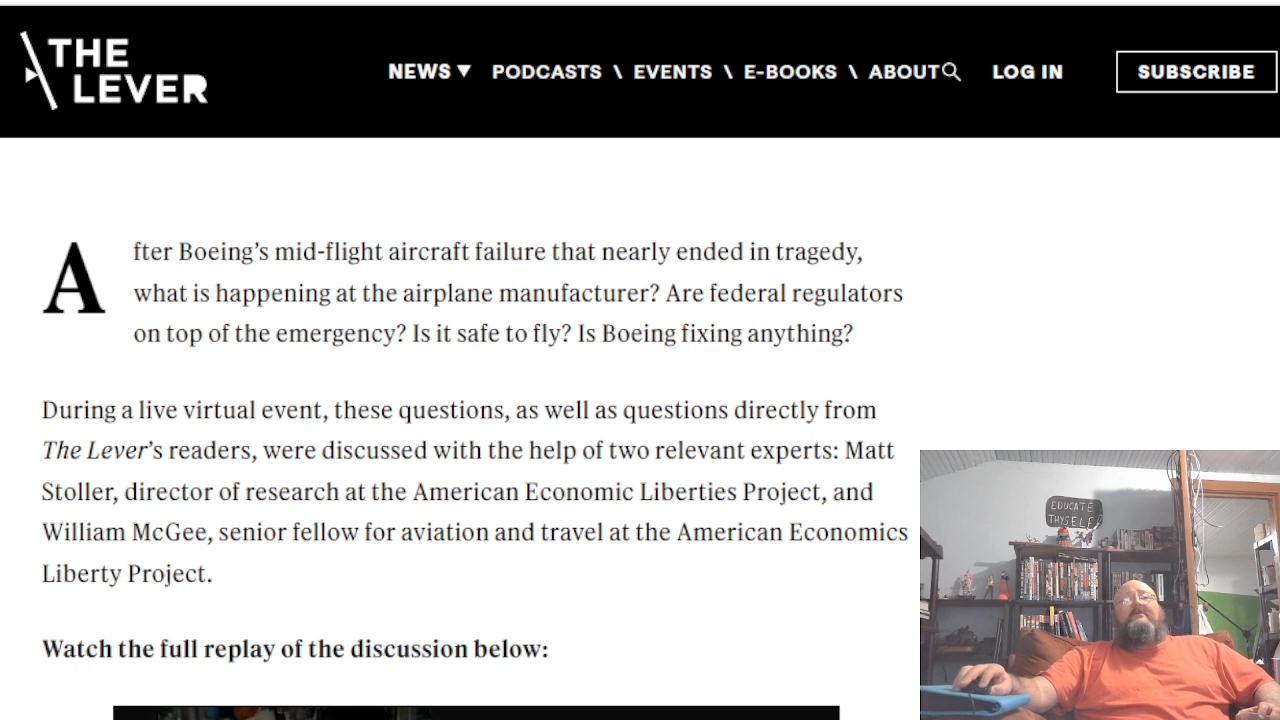 THE
LEVER
NEWS ▼ PODCASTS \ EVENTS \ E-BOOKS \ ABOUT LOG IN SUBSCRIBE
After Boeing’s mid-flight aircraft failure that nearly ended in tragedy,
what is happening at the airplane manufacturer? Are federal regulators
on top of the emergency? Is it safe to fly? Is Boeing fixing anything?
During a live virtual event, these questions, as well as questions directly from
The Lever’s readers, were discussed with the help of two relevant experts: Matt
Stoller, director of research at the American Economic Liberties Project, and
William McGee, senior fellow for aviation and travel at the American Economics
Liberty Project.
Watch the full replay of the discussion below:
EDUCATE
THYSELF